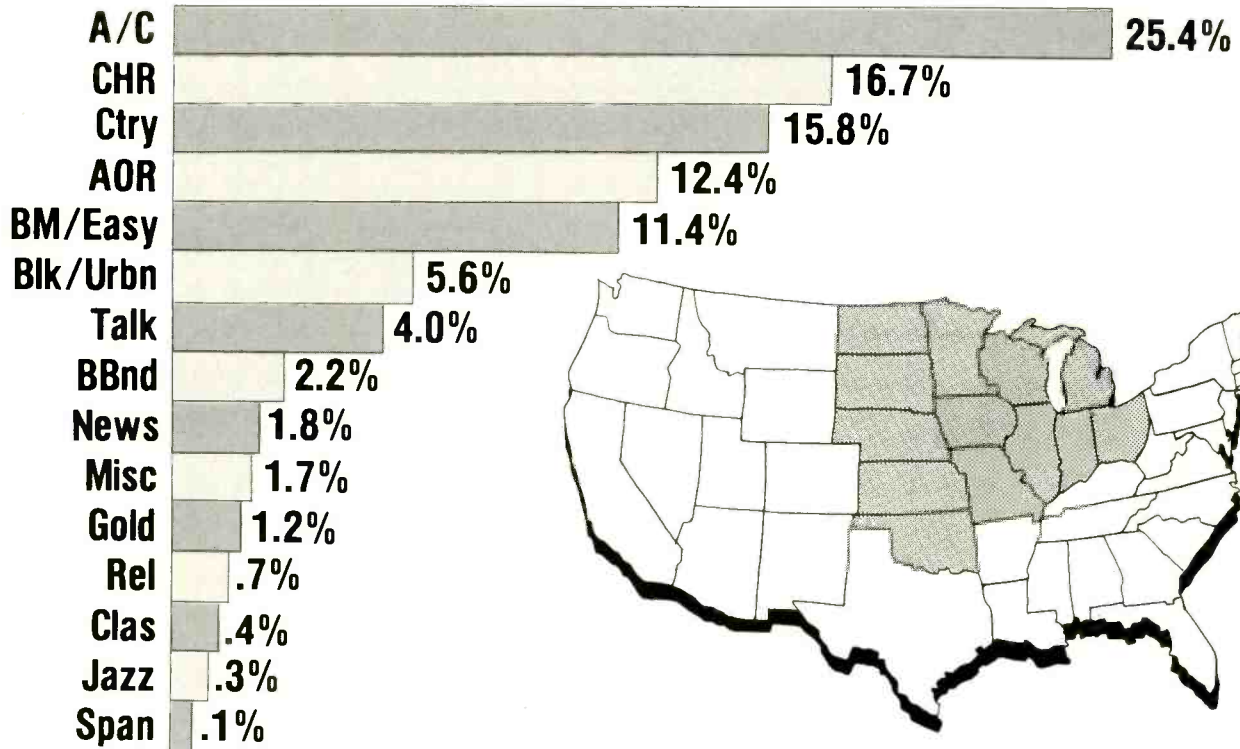 A/C 25.4%
CHR 16.7%
Ctry 15.8%
AOR 12.4%
BM/Easy 11.4%
Blk/Urbn 5.6%
Talk 4.0%
BBnd 2.2%
News 1.8%
Misc 1.7%
Gold 1.2%
Rel .7%
Clas .4%
Jazz .3%
Span .1%